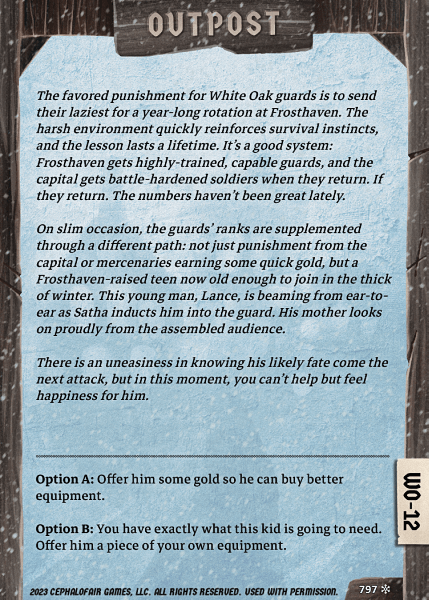 OUTPOST
The favored punishment for White Oak guards is to send
their laziest for a year-long rotation at Frosthaven. The
harsh environment quickly reinforces survival instincts,
and the lesson lasts a lifetime. It's a good system:
Frosthaven gets highly-trained, capable guards, and the
capital gets battle-hardened soldiers when they return. If
they return. The numbers haven't been great lately.
On slim occasion, the guards' ranks are supplemented
through a different path: not just punishment from the
capital or mercenaries earning some quick gold, but a
Frosthaven-raised teen now old enough to join in the thick
of winter. This young man, Lance, is beaming from ear-to-
ear as Satha inducts him into the guard. His mother looks
on proudly from the assembled audience.
There is an uneasiness in knowing his likely fate come the
next attack, but in this moment, you can't help but feel
happiness for him.
Option A: Offer him some gold so he can buy better
equipment.
Option B: You have exactly what this kid is going to need.
Offer him a piece of your own equipment.
WO-12
2023 CEPHALOFAIR GAMES, LLC. ALL RIGHTS RESERVED. USED WITH PERMISSION.
797